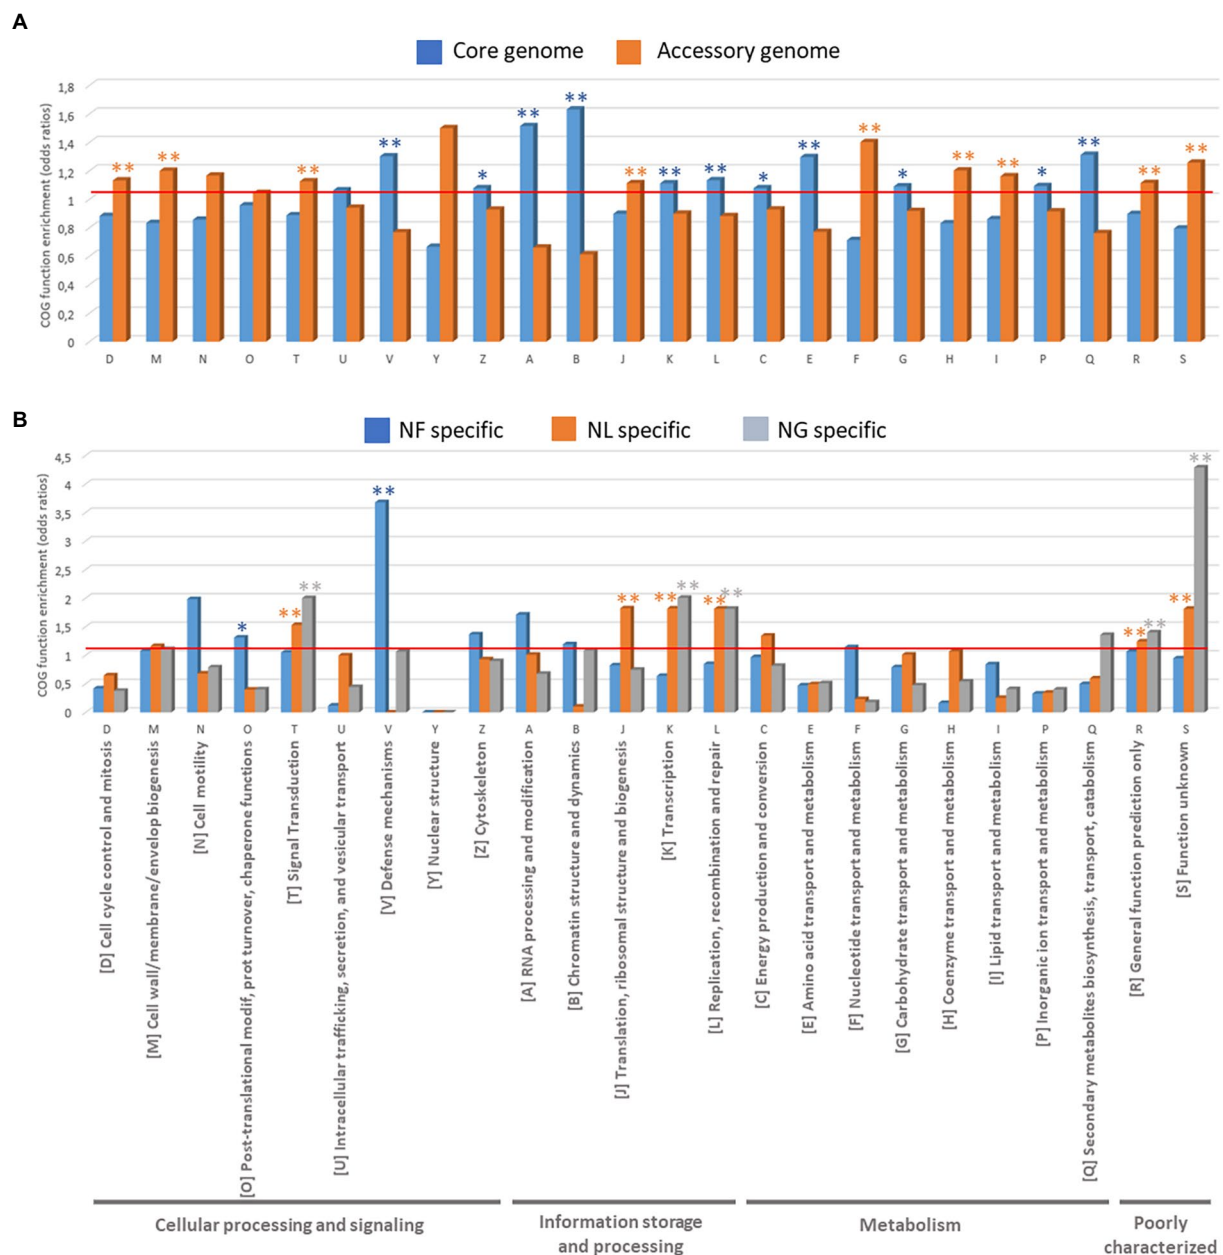 A
Core genome Accessory genome
COG function enrichment (odds ratios)
1,8
1,6
1,4
1,2
1
0,8
0,6
0,4
0,2
0
** ** ** ** * ** ** ** ** ** * ** ** * ** ** * ** ** **
D M N O T U V Y Z A B J K L C E F G H I P Q R S
B
NF specific NL specific NG specific
COG function enrichment (odds ratios)
4,5
4
3,5
3
2,5
2
1,5
1
0,5
0
* ** ** ** ** ** ** ** ** ** ** ** **
D M N O T U V Y Z A B J K L C E F G H I P Q R S
[D] Cell cycle control and mitosis
[M] Cell wall/membrane/envelop biogenesis
[N] Cell motility
[O] Post-translational modif, prot turnover, chaperone functions
[T] Signal Transduction
[U] Intracellular trafficing, secretion, and vesicular transport
[V] Defense mechanisms
[Y] Nuclear structure
[Z] Cytoskeleton
[A] RNA processing and modification
[B] Chromatin structure and dynamics
[J] Translation, ribosomal structure and biogenesis
[K] Transcription
[L] Replication, recombination and repair
[C] Energy production and conversion
[E] Amino acid transport and metabolism
[F] Nucleotide transport and metabolism
[G] Carbohydrate transport and metabolism
[H] Coenzyme transport and metabolism
[I] Lipid transport and metabolism
[P] Inorganic ion transport and metabolism
[Q] Secondary metabolites biosynthesis, transport, catabolism
[R] General function prediction only
[S] Function unknown
Cellular processing and signaling
Information storage
and processing
Metabolism
Poorly
characterized